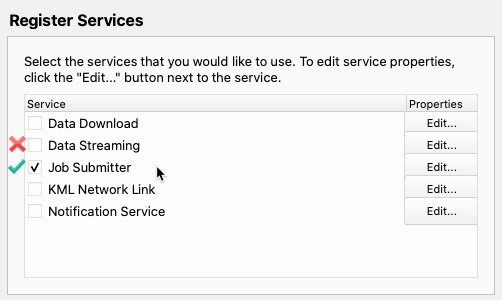 Register Services
Select the services that you would like to use. To edit service properties,
click the "Edit..." button next to the service.
Service Properties
Data Download Edit...
Data Streaming Edit...
Job Submitter Edit...
KML Network Link Edit...
Notification Service Edit...